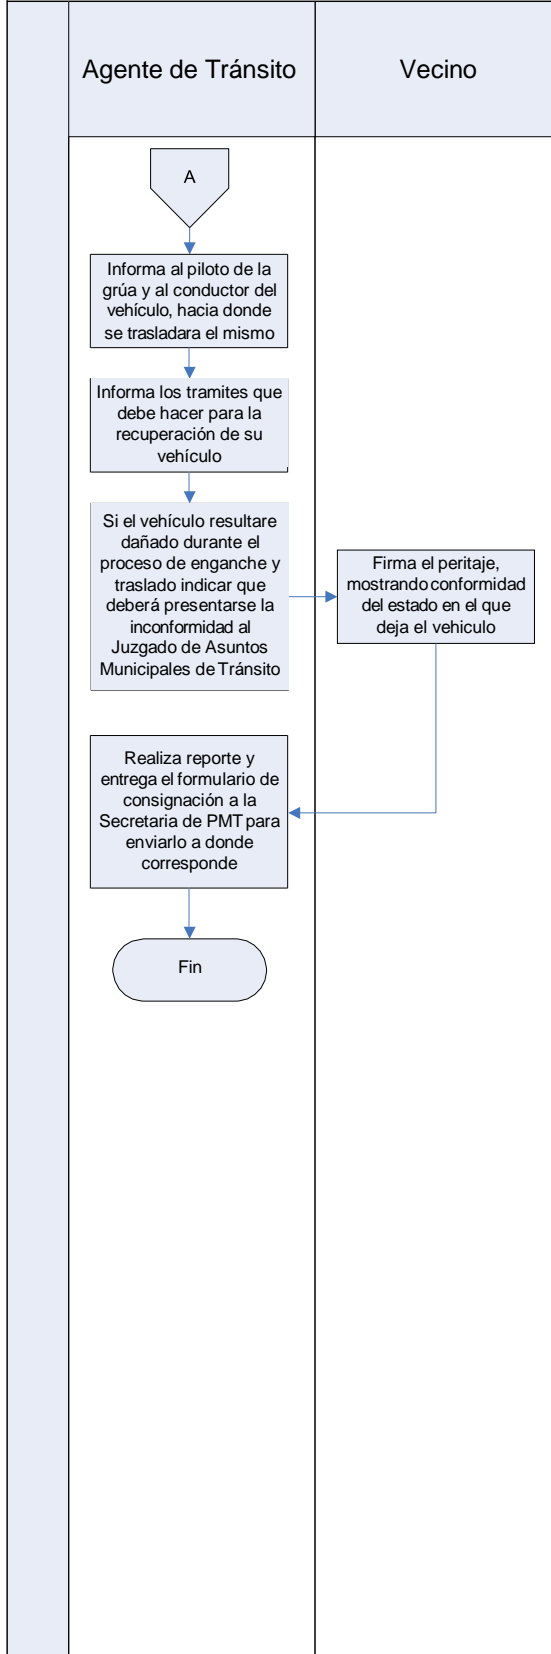 Agente de Tránsito
Vecino
A
Informa al piloto de la
grúa y al conductor del
vehículo, hacia donde
se trasladara el mismo
Informa los tramites que
debe hacer para la
recuperación de su
vehículo
Si el vehículo resultare
dañado durante el
proceso de enganche y
traslado indicar que
deberá presentarse la
inconformidad al
Juzgado de Asuntos
Municipales de Tránsito
Firma el peritaje,
mostrando conformidad
del estado en el que
deja el vehiculo
Realiza reporte y
entrega el formulario de
consignación a la
Secretaria de PMT para
enviarlo a donde
corresponde
Fin